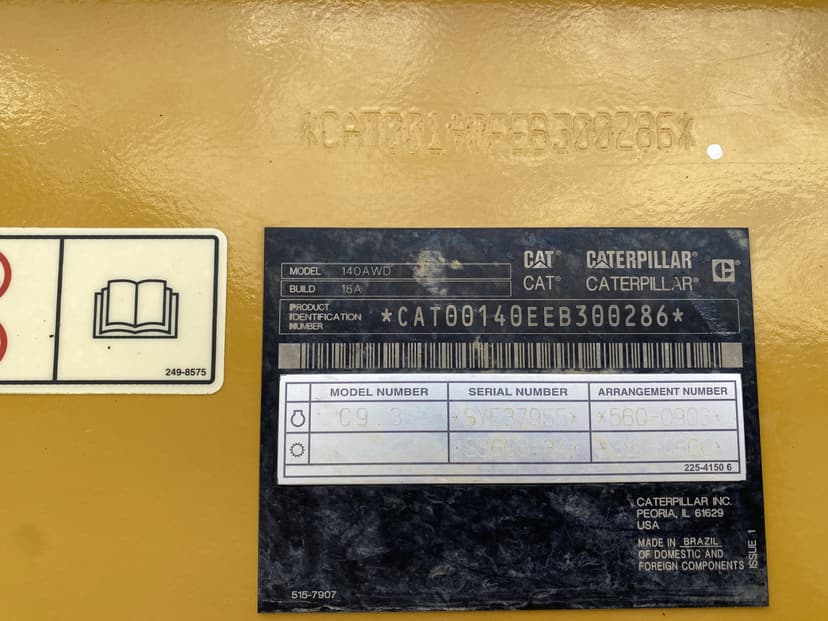 *CAT00140EEB300286*
249-8575
MODEL 140AWD
BUILD 15A
CAT® CATERPILLAR®
CAT® CATERPILLAR®
PRODUCT
IDENTIFICATION
NUMBER
*CAT00140EEB300286*
MODEL NUMBER SERIAL NUMBER ARRANGEMENT NUMBER
C9.3
225-4150 6
CATERPILLAR INC.
PEORIA, IL 61629
USA
MADE IN BRAZIL
OF DOMESTIC AND
FOREIGN COMPONENTS
ISSUE 1
515-7907